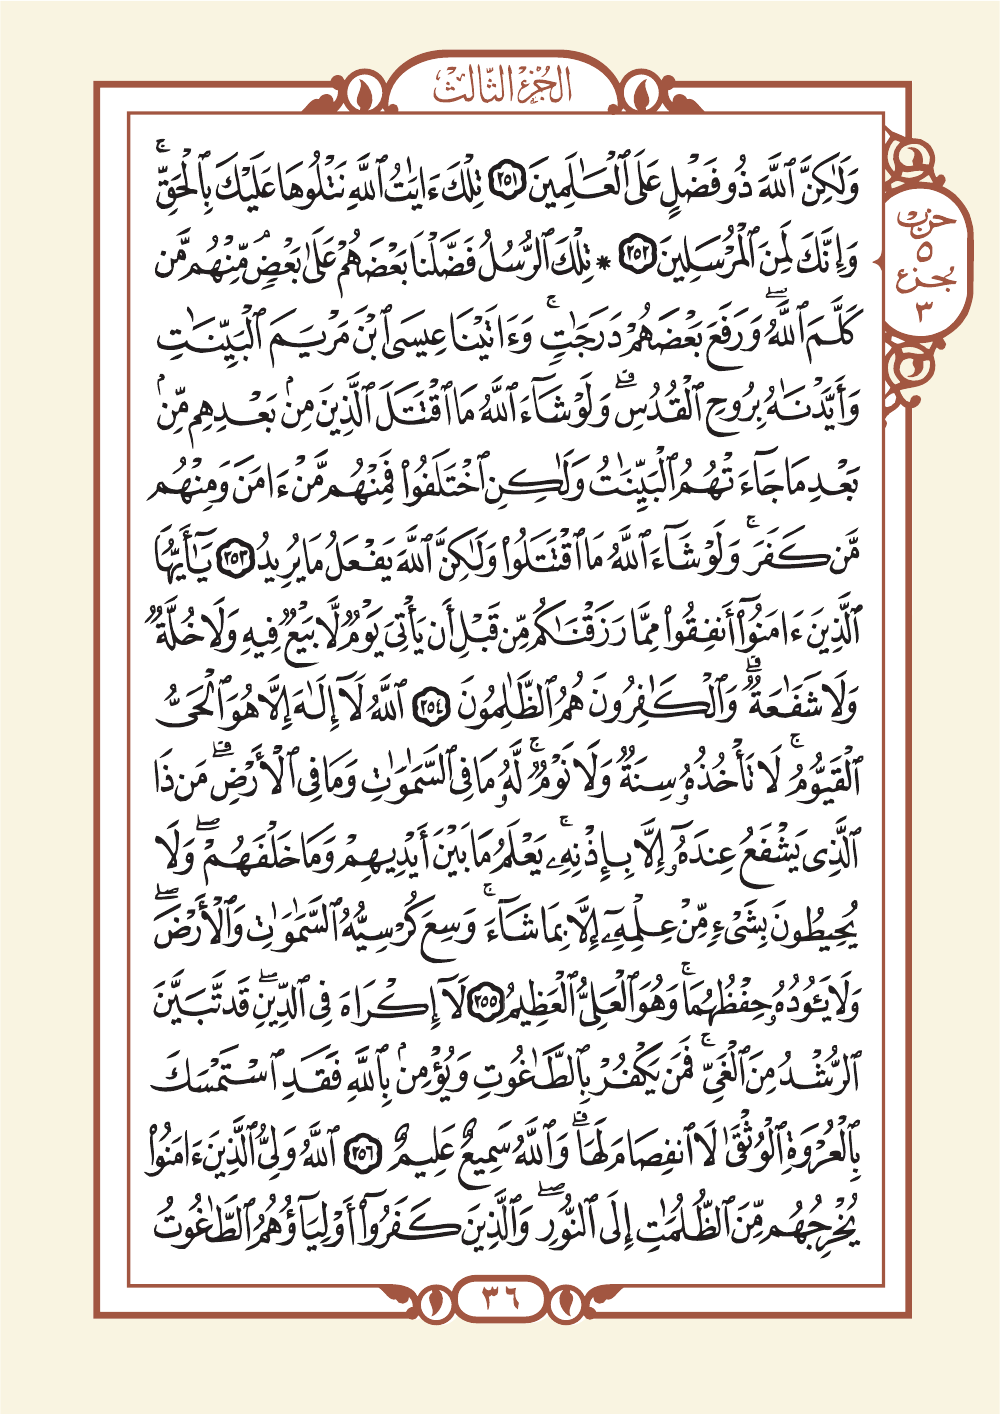 الجزء الثالث
وَلَٰكِنَّ ٱللَّهَ ذُو فَضْلٍ عَلَى ٱلْعَٰلَمِينَ ٢٥١ تِلْكَ ءَايَٰتُ ٱللَّهِ نَتْلُوهَا عَلَيْكَ بِٱلْحَقِّ ۚ
حزب
٥
جزء
٣
وَإِنَّكَ لَمِنَ ٱلْمُرْسَلِينَ ٢٥٢ * تِلْكَ ٱلرُّسُلُ فَضَّلْنَا بَعْضَهُمْ عَلَىٰ بَعْضٍ ۘ مِّنْهُم مَّن
كَلَّمَ ٱللَّهُ ۖ وَرَفَعَ بَعْضَهُمْ دَرَجَٰتٍ ۚ وَءَاتَيْنَا عِيسَى ٱبْنَ مَرْيَمَ ٱلْبَيِّنَٰتِ
وَأَيَّدْنَٰهُ بِرُوحِ ٱلْقُدُسِ ۗ وَلَوْ شَآءَ ٱللَّهُ مَا ٱقْتَتَلَ ٱلَّذِينَ مِنۢ بَعْدِهِم مِّنۢ
بَعْدِ مَا جَآءَتْهُمُ ٱلْبَيِّنَٰتُ وَلَٰكِنِ ٱخْتَلَفُوا۟ فَمِنْهُم مَّنْ ءَامَنَ وَمِنْهُم
مَّن كَفَرَ ۚ وَلَوْ شَآءَ ٱللَّهُ مَا ٱقْتَتَلُوا۟ وَلَٰكِنَّ ٱللَّهَ يَفْعَلُ مَا يُرِيدُ ٢٥٣ يَٰٓأَيُّهَا
ٱلَّذِينَ ءَامَنُوٓا۟ أَنفِقُوا۟ مِمَّا رَزَقْنَٰكُم مِّن قَبْلِ أَن يَأْتِىَ يَوْمٌ لَّا بَيْعٌ فِيهِ وَلَا خُلَّةٌ
وَلَا شَفَٰعَةٌ ۗ وَٱلْكَٰفِرُونَ هُمُ ٱلظَّٰلِمُونَ ٢٥٤ ٱللَّهُ لَآ إِلَٰهَ إِلَّا هُوَ ٱلْحَىُّ
ٱلْقَيُّومُ ۚ لَا تَأْخُذُهُۥ سِنَةٌ وَلَا نَوْمٌ ۚ لَّهُۥ مَا فِى ٱلسَّمَٰوَٰتِ وَمَا فِى ٱلْأَرْضِ ۗ مَن ذَا
ٱلَّذِى يَشْفَعُ عِندَهُۥٓ إِلَّا بِإِذْنِهِۦ ۚ يَعْلَمُ مَا بَيْنَ أَيْدِيهِمْ وَمَا خَلْفَهُمْ ۖ وَلَا
يُحِيطُونَ بِشَىْءٍ مِّنْ عِلْمِهِۦٓ إِلَّا بِمَا شَآءَ ۚ وَسِعَ كُرْسِيُّهُ ٱلسَّمَٰوَٰتِ وَٱلْأَرْضَ ۖ
وَلَا يَـُٔودُهُۥ حِفْظُهُمَا ۚ وَهُوَ ٱلْعَلِىُّ ٱلْعَظِيمُ ٢٥٥ لَآ إِكْرَاهَ فِى ٱلدِّينِ ۖ قَد تَّبَيَّنَ
ٱلرُّشْدُ مِنَ ٱلْغَىِّ ۚ فَمَن يَكْفُرْ بِٱلطَّٰغُوتِ وَيُؤْمِنۢ بِٱللَّهِ فَقَدِ ٱسْتَمْسَكَ
بِٱلْعُرْوَةِ ٱلْوُثْقَىٰ لَا ٱنفِصَامَ لَهَا ۗ وَٱللَّهُ سَمِيعٌ عَلِيمٌ ٢٥٦ ٱللَّهُ وَلِىُّ ٱلَّذِينَ ءَامَنُوا۟
يُخْرِجُهُم مِّنَ ٱلظُّلُمَٰتِ إِلَى ٱلنُّورِ ۖ وَٱلَّذِينَ كَفَرُوٓا۟ أَوْلِيَآؤُهُمُ ٱلطَّٰغُوتُ
٣٦